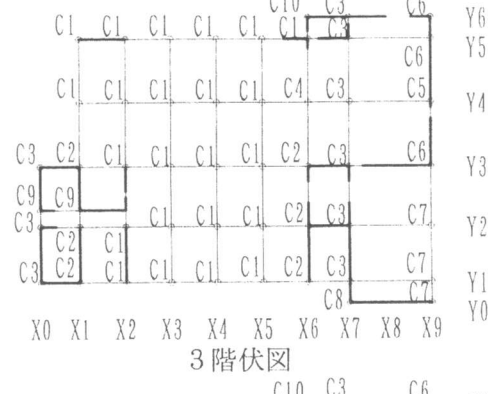 C10 C3 C6 Y6
C1 C1 C1 C1 C1 C1 C3 Y5
C6
C1 C1 C1 C1 C1 C4 C3 C5 Y4
C3 C2 C1 C1 C1 C1 C2 C3 C6 Y3
C9 C9
C3 C1 C1 C1 C2 C3 C7 Y2
C2 C1
C3 C2 C1 C1 C1 C1 C2 C3 C7 Y1
C8 C7 Y0
X0 X1 X2 X3 X4 X5 X6 X7 X8 X9
3階伏図
C10 C3 C6